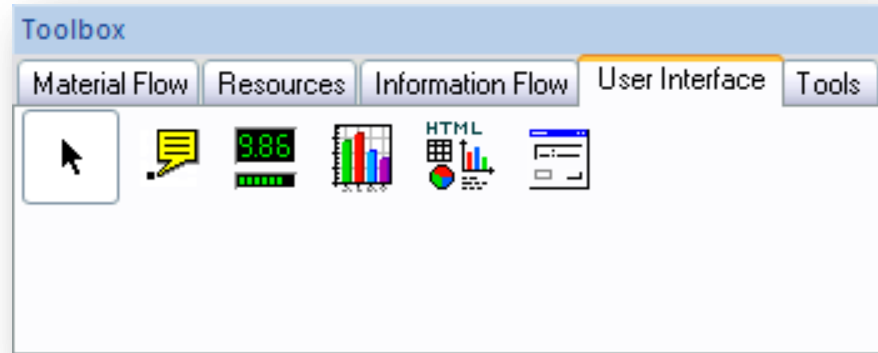 Toolbox
Material Flow Resources Information Flow User Interface Tools
9.86 HTML